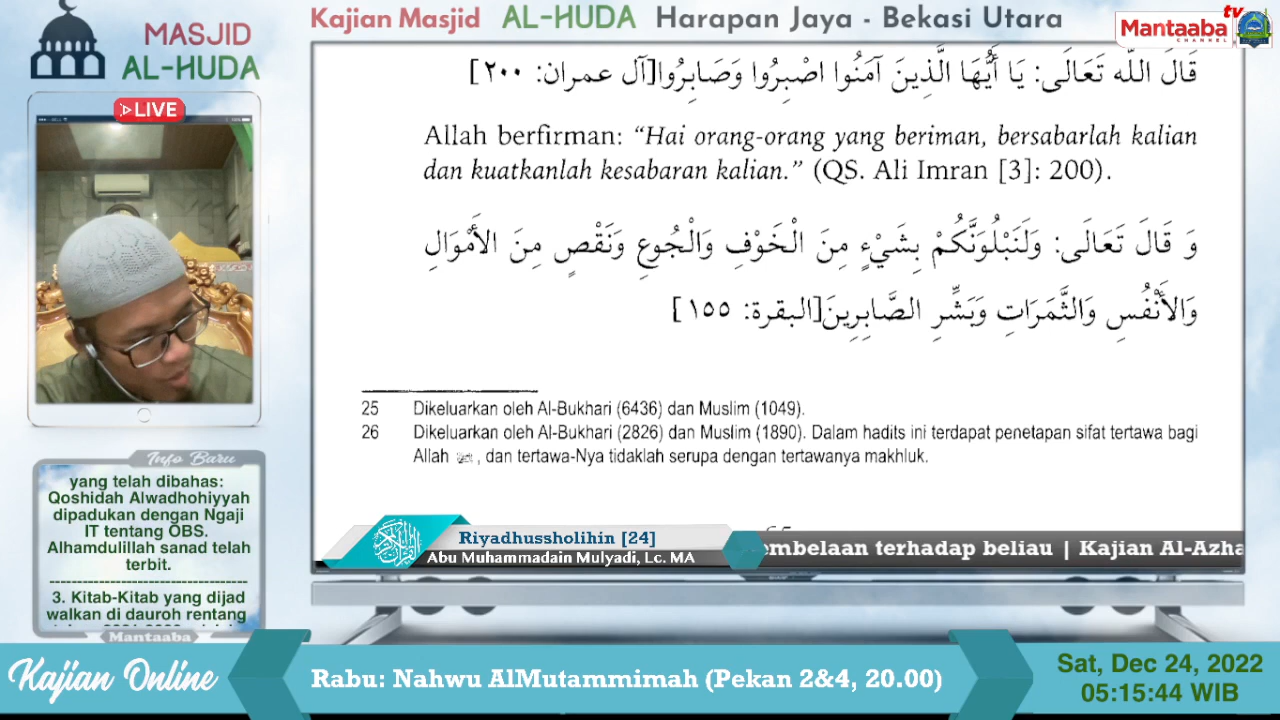 MASJID
AL-HUDA
Kajian Masjid AL-HUDA Harapan Jaya - Bekasi Utara
Mantaaba tv
CHANNEL
LIVE
قَالَ اللّٰه تَعَالَى: يَا أَيُّهَا الَّذِينَ آمَنُوا اصْبِرُوا وَصَابِرُوا[آل عمران: ٢٠٠]
Allah berfirman: “Hai orang-orang yang beriman, bersabarlah kalian
dan kuatkanlah kesabaran kalian.” (QS. Ali Imran [3]: 200).
وَ قَالَ تَعَالَى: وَلَنَبْلُوَنَّكُمْ بِشَيْءٍ مِنَ الْخَوْفِ وَالْجُوعِ وَنَقْصٍ مِنَ الأَمْوَالِ
وَالأَنْفُسِ وَالثَّمَرَاتِ وَبَشِّرِ الصَّابِرِينَ[البقرة: ١٥٥]
25 Dikeluarkan oleh Al-Bukhari (6436) dan Muslim (1049).
26 Dikeluarkan oleh Al-Bukhari (2826) dan Muslim (1890). Dalam hadits ini terdapat penetapan sifat tertawa bagi
Allah , dan tertawa-Nya tidaklah serupa dengan tertawanya makhluk.
Info Baru
yang telah dibahas:
Qoshidah Alwadhohiyyah
dipadukan dengan Ngaji
IT tentang OBS.
Alhamdulillah sanad telah
terbit.
------------------------------------
3. Kitab-Kitab yang dijad
walkan di dauroh rentang
Mantaaba
Riyadhussholihin [24]
Abu Muhammadain Mulyadi, Lc. MA
embelaan terhadap beliau | Kajian Al-Azha
Kajian Online
Rabu: Nahwu AlMutammimah (Pekan 2&4, 20.00)
Sat, Dec 24, 2022
05:15:44 WIB